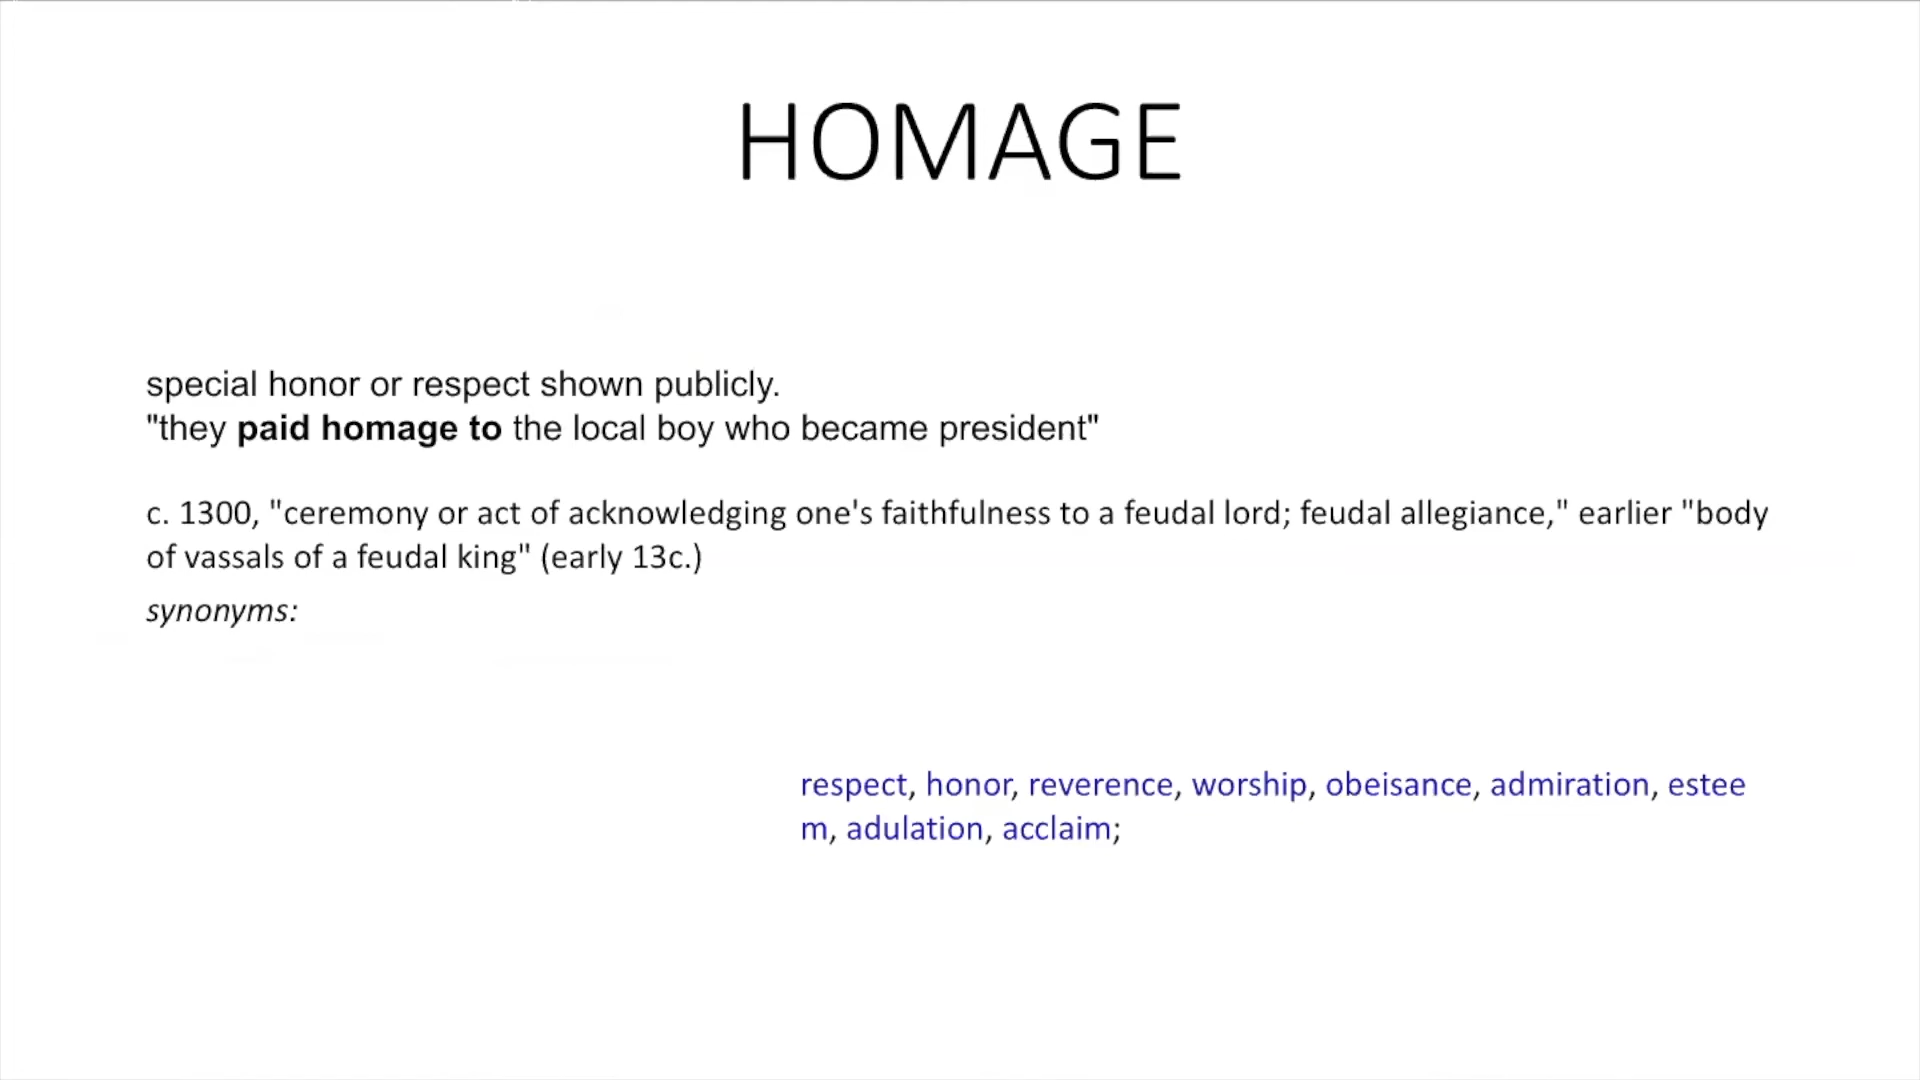 HOMAGE
special honor or respect shown publicly.
"they paid homage to the local boy who became president"
c. 1300, "ceremony or act of acknowledging one's faithfulness to a feudal lord; feudal allegiance," earlier "body
of vassals of a feudal king" (early 13c.)
synonyms:
respect, honor, reverence, worship, obeisance, admiration, estee
m, adulation, acclaim;